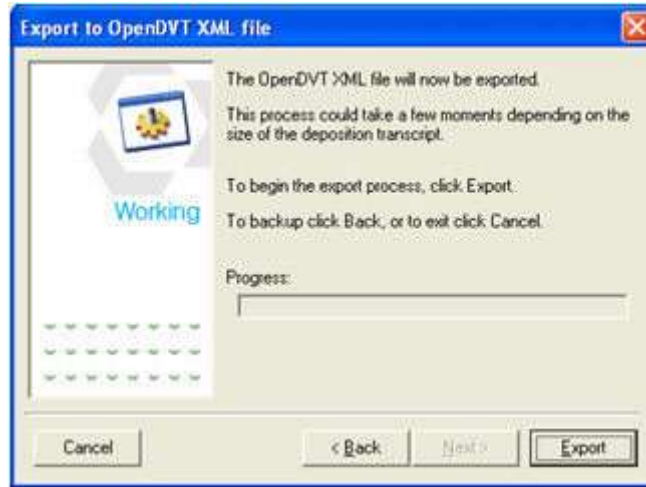 Export to OpenDVT XML file
The OpenDVT XML file will now be exported.
This process could take a few moments depending on the
size of the deposition transcript.
To begin the export process, click Export.
Working
To backup click Back, or to exit click Cancel.
Progress:
Cancel
< Back
Next >
Export